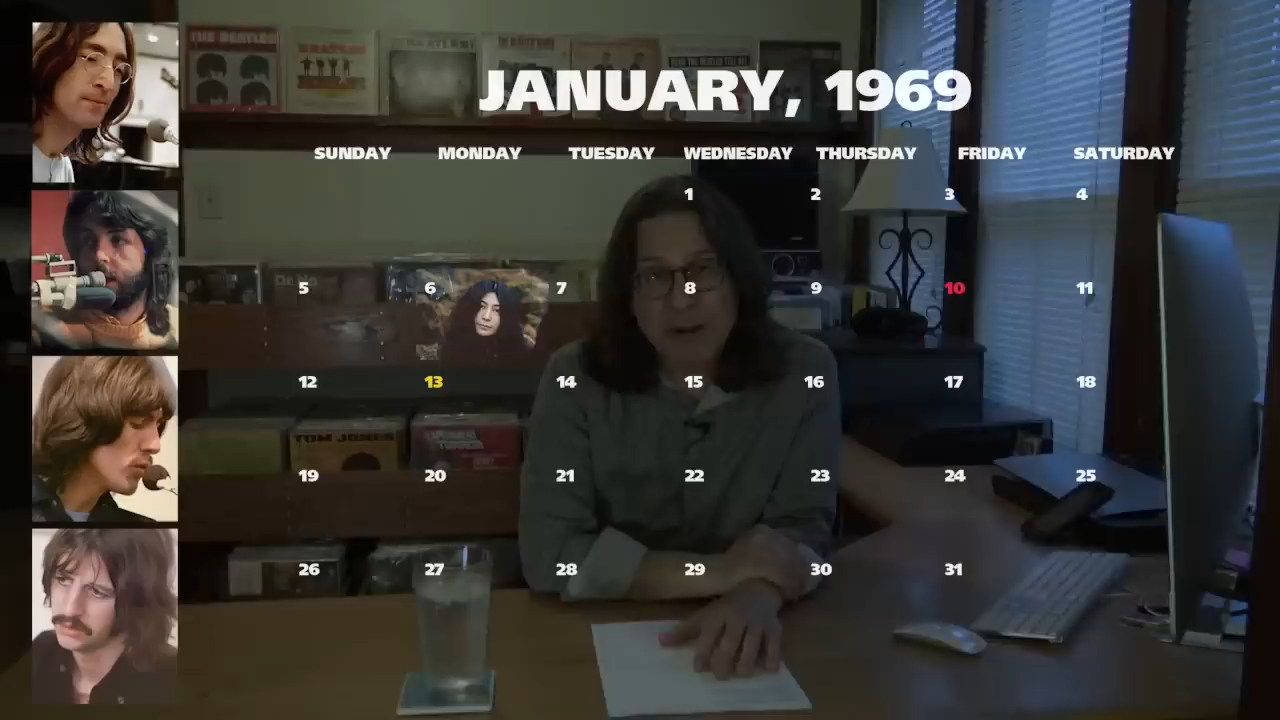 THE BEATLES
JANUARY, 1969
SUNDAY MONDAY TUESDAY WEDNESDAY THURSDAY FRIDAY SATURDAY
1 2 3 4
5 6 7 8 9 10 11
12 13 14 15 16 17 18
TOM JONES
19 20 21 22 23 24 25
26 27 28 29 30 31